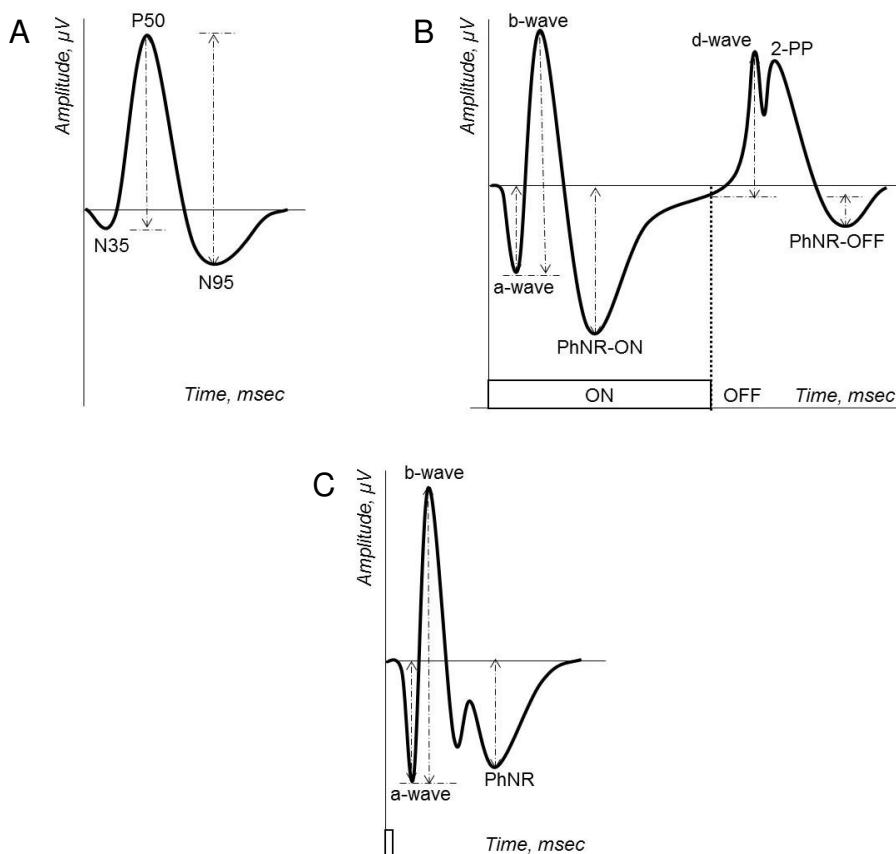 A
Amplitude, µV
P50
N35
N95
Time, msec
B
Amplitude, µV
b-wave
d-wave
2-PP
a-wave
PhNR-ON
PhNR-OFF
ON
OFF
Time, msec
C
Amplitude, µV
b-wave
a-wave
PhNR
Time, msec